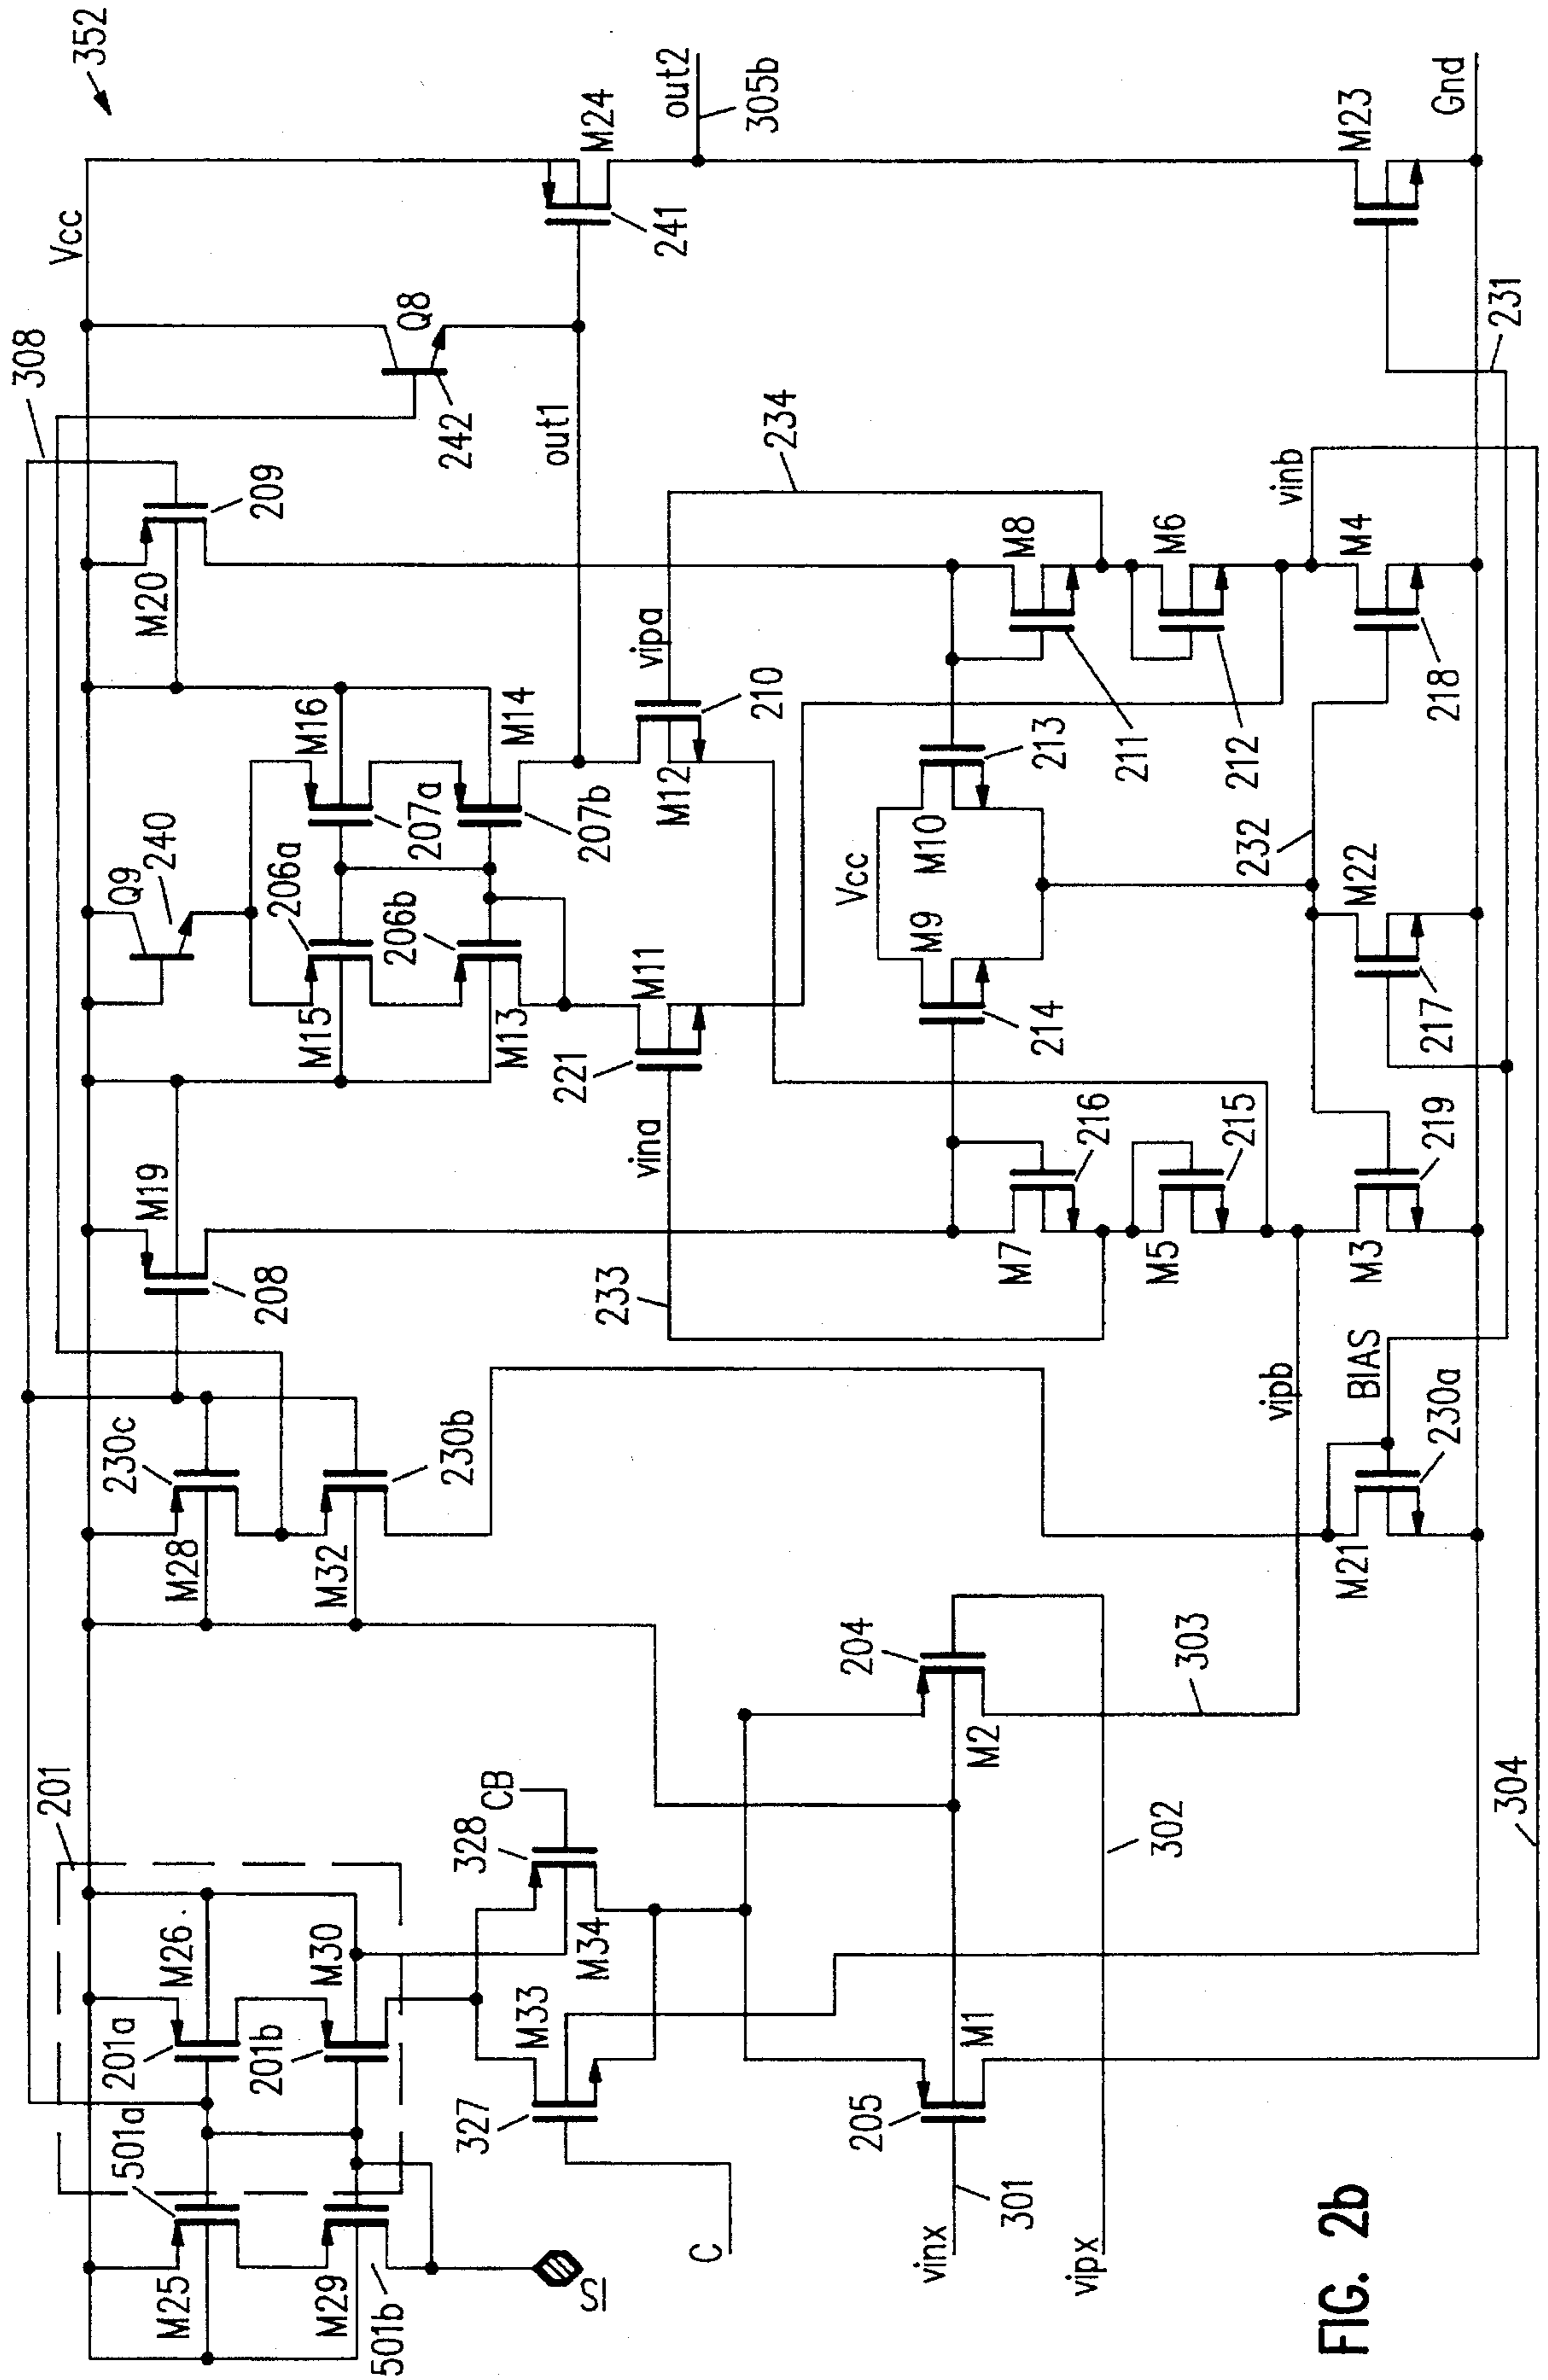 352
308
Vcc
201
M25
501a
201a
M26
M28
230c
M19
208
Q9
240
M20
209
Q8
242
M29
501b
201b
M30
M32
230b
M15
206a
M16
207a
M13
206b
M14
207b
SI
327
M33
M34
328
CB
C
221
M11
out1
241
M24
out2
305b
vina
233
vipa
M12
210
234
vinx
301
205
M1
204
M2
vipx
302
303
Vcc
M9
M10
214
213
M7
216
M8
211
M5
215
M6
212
232
vipb
vinb
BIAS
M21
230a
M3
219
217
M22
218
M4
231
M23
Gnd
304
FIG. 2b